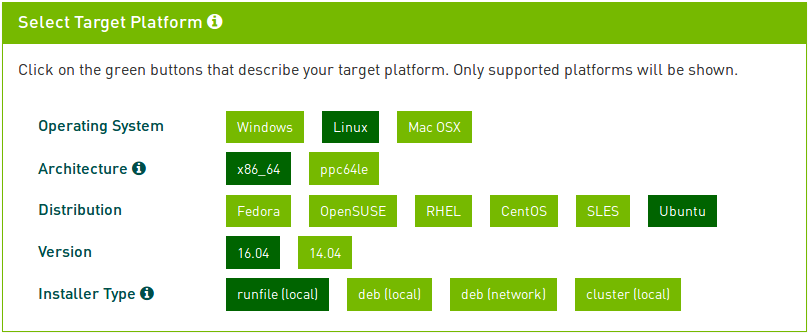 Select Target Platform
Click on the green buttons that describe your target platform. Only supported platforms will be shown.
Operating System Windows Linux Mac OSX
Architecture x86_64 ppc64le
Distribution Fedora OpenSUSE RHEL CentOS SLES Ubuntu
Version 16.04 14.04
Installer Type runfile (local) deb (local) deb (network) cluster (local)